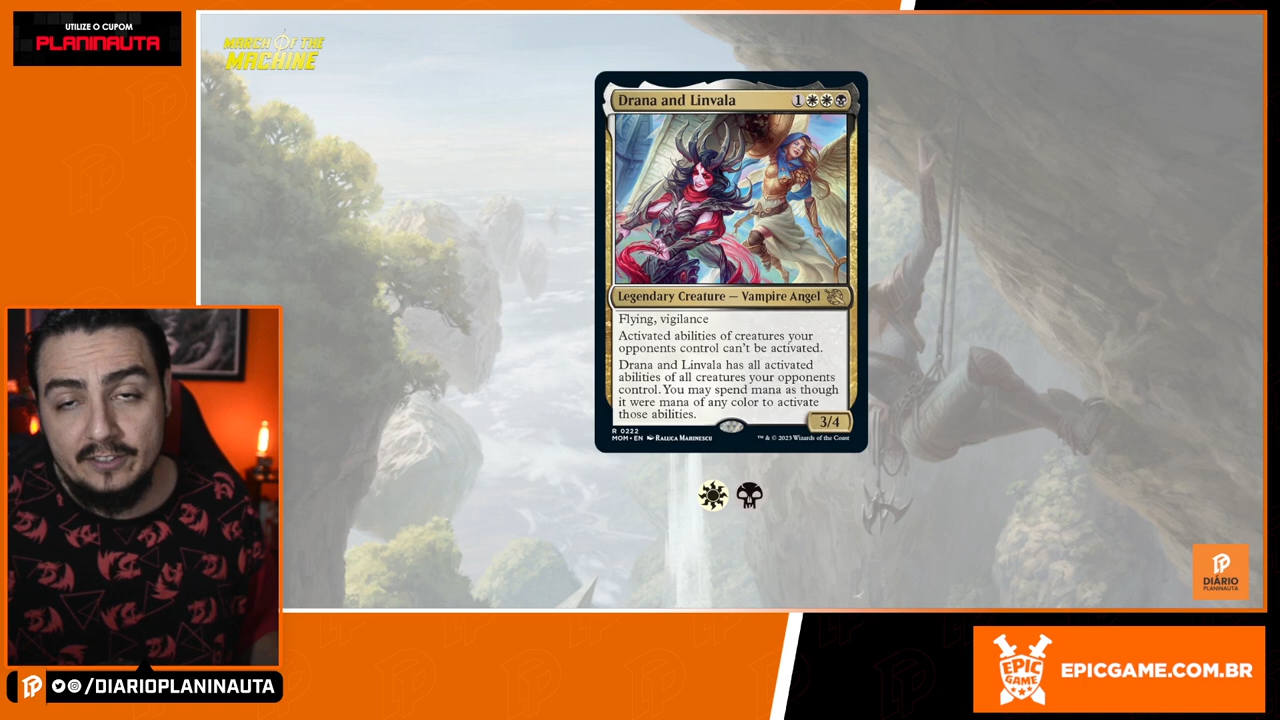 UTILIZE O CUPOM
PLANINAUTA
MARCH OF THE
MACHINE
Drana and Linvala 1
Legendary Creature — Vampire Angel
Flying, vigilance
Activated abilities of creatures your
opponents control can't be activated.
Drana and Linvala has all activated
abilities of all creatures your opponents
control. You may spend mana as though
it were mana of any color to activate
those abilities.
3/4
R 0222
MOM • EN RALUCA MARINESCU
™ & © 2023 Wizards of the Coast
DIÁRIO
PLANINAUTA
/DIARIOPLANINAUTA
EPIC
GAME
EPICGAME.COM.BR